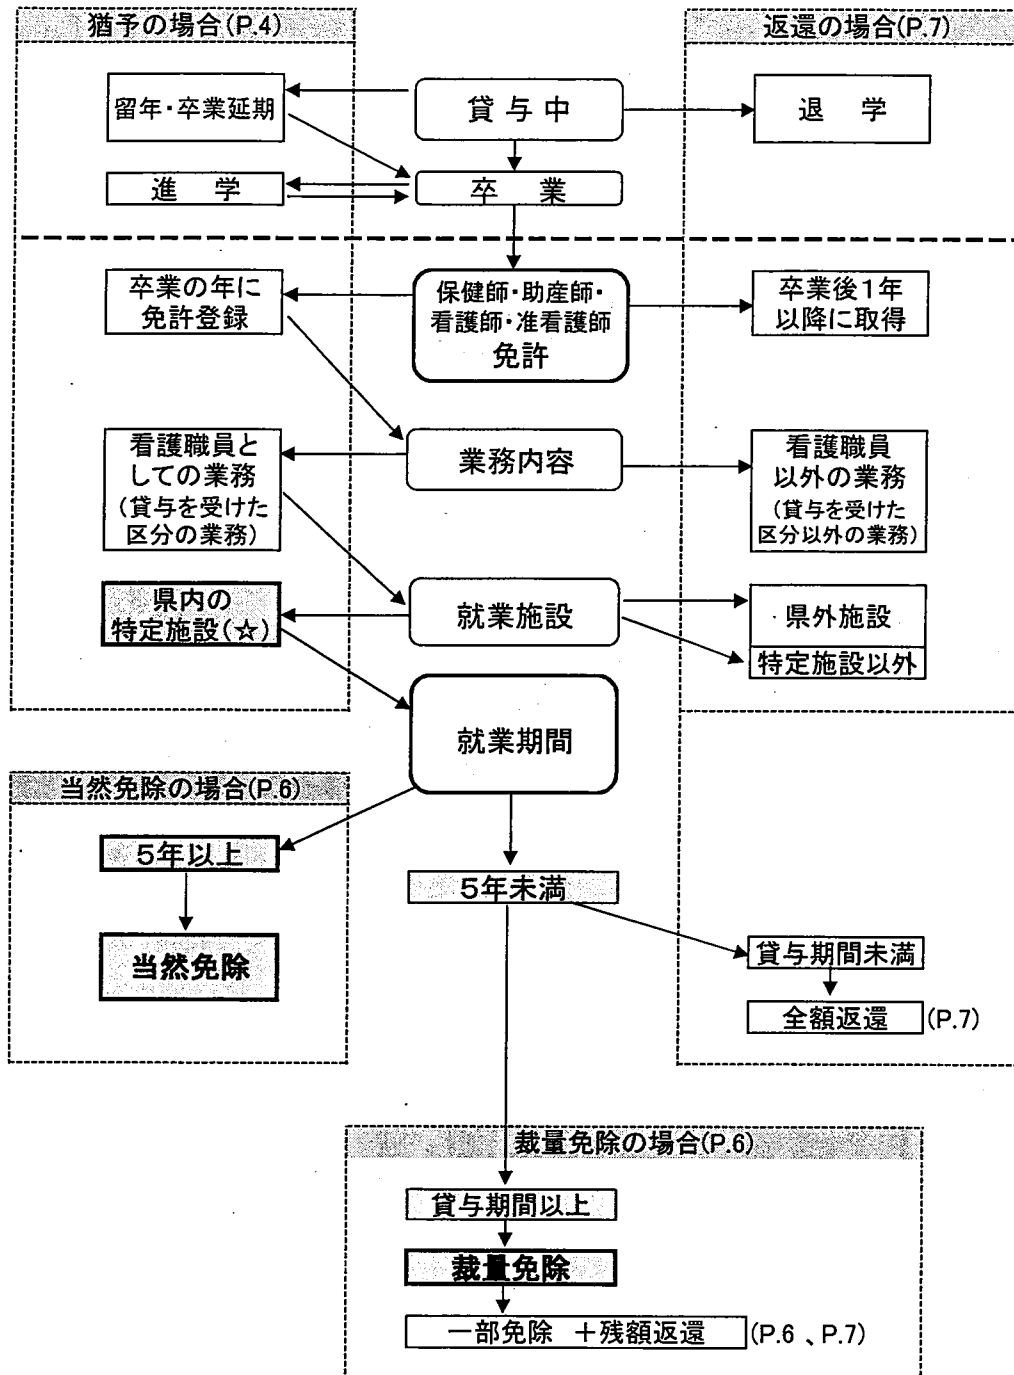 猶予の場合(P.4)
返還の場合(P.7)
留年・卒業延期
貸与中
退 学
進 学
卒 業
卒業の年に
免許登録
保健師・助産師・
看護師・准看護師
免許
卒業後1年
以降に取得
看護職員と
しての業務
(貸与を受けた
区分の業務)
業務内容
看護職員
以外の業務
(貸与を受けた
区分以外の業務)
県内の
特定施設(☆)
就業施設
県外施設
特定施設以外
就業期間
当然免除の場合(P.6)
5年以上
5年未満
当然免除
貸与期間未満
全額返還 (P.7)
裁量免除の場合(P.6)
貸与期間以上
裁量免除
一部免除 +残額返還 (P.6 、P.7)